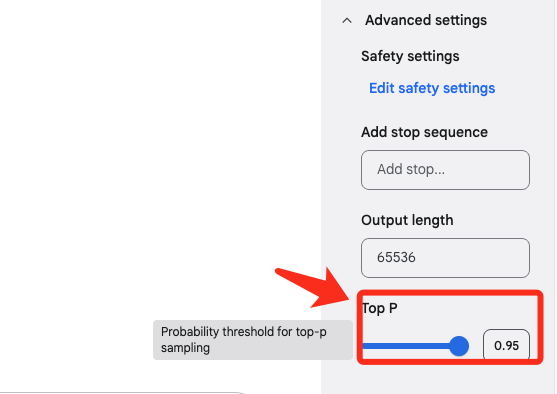 Advanced settings
Safety settings
Edit safety settings
Add stop sequence
Add stop...
Output length
65536
Top P
Probability threshold for top-p
sampling
0.95